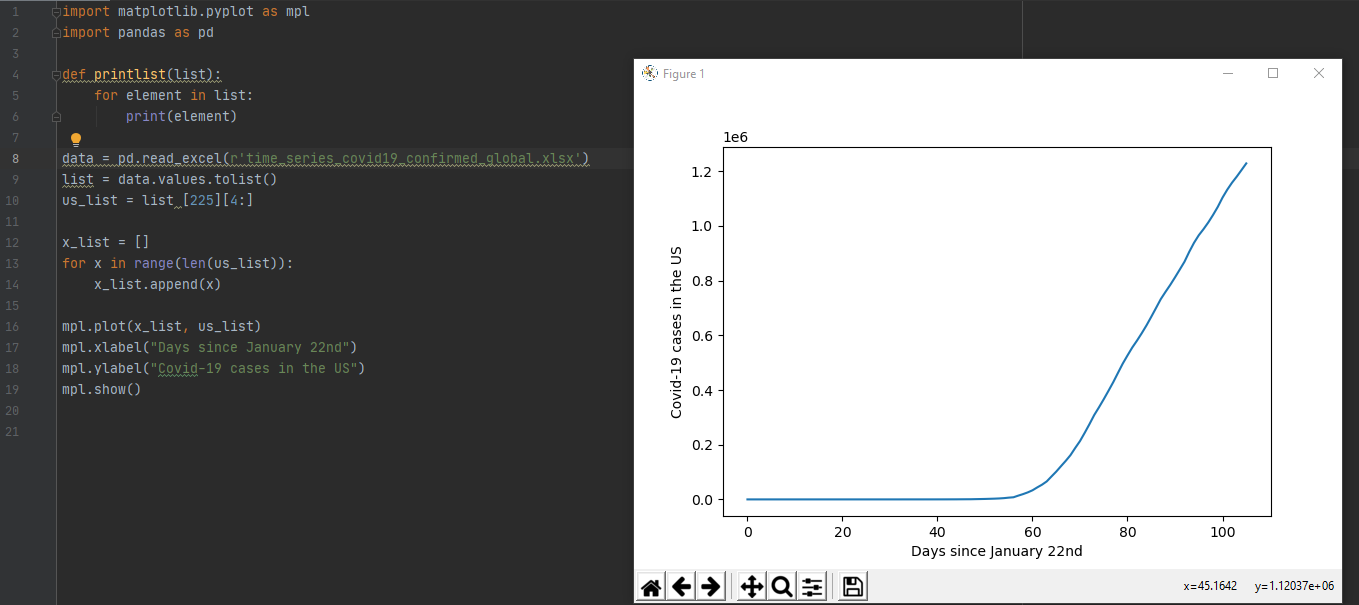 1 import matplotlib.pyplot as mpl
2 import pandas as pd
3
4 def printlist(list):
5     for element in list:
6         print(element)
7
8 data = pd.read_excel(r'time_series_covid19_confirmed_global.xlsx')
9 list = data.values.tolist()
10 us_list = list [225][4:]
11
12 x_list = []
13 for x in range(len(us_list)):
14     x_list.append(x)
15
16 mpl.plot(x_list, us_list)
17 mpl.xlabel("Days since January 22nd")
18 mpl.ylabel("Covid-19 cases in the US")
19 mpl.show()
20
21
Figure 1
1e6
1.2
1.0
0.8
0.6
0.4
0.2
0.0
Covid-19 cases in the US
0 20 40 60 80 100
Days since January 22nd
x=45.1642 y=1.12037e+06